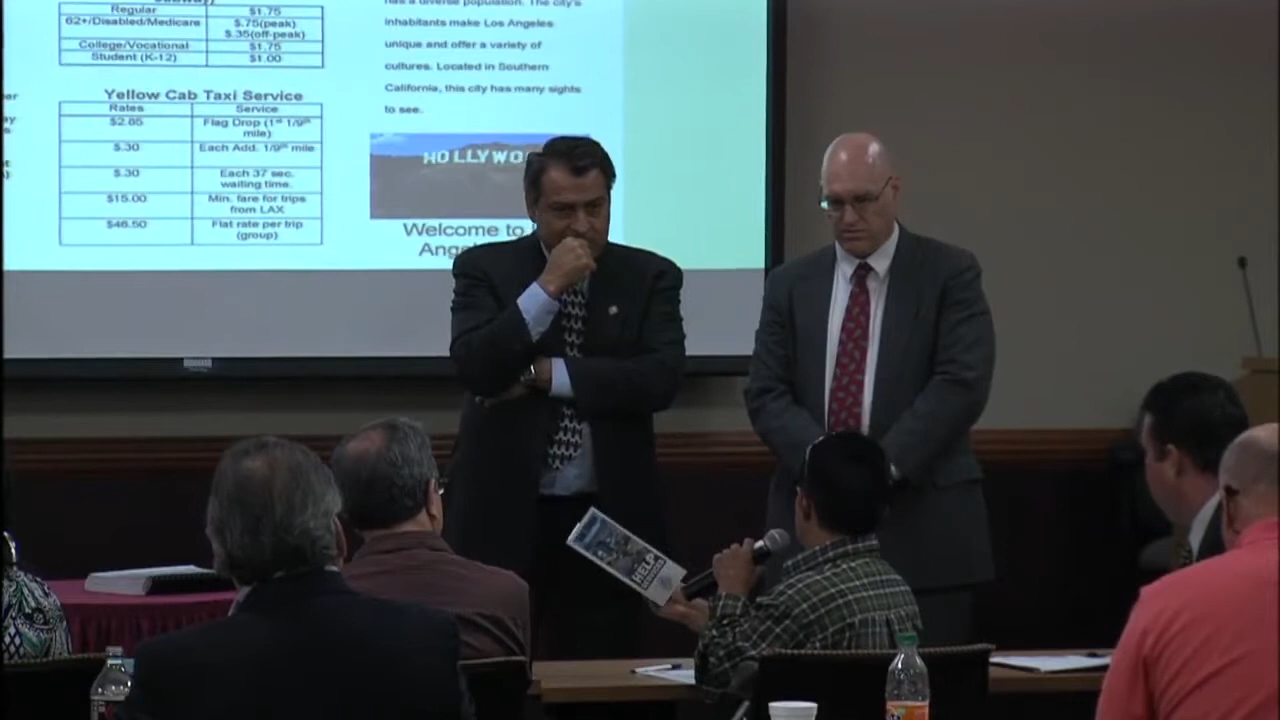 Regular $1.75
62+/Disabled/Medicare $.75(peak)
$.35(off-peak)
College/Vocational $1.75
Student (K-12) $1.00
Yellow Cab Taxi Service
Rates Service
$2.85 Flag Drop (1st 1/9th
mile)
$.30 Each Add. 1/9th mile
$.30 Each 37 sec.
waiting time.
$15.00 Min. fare for trips
from LAX
$46.50 Flat rate per trip
(group)
has a diverse population. The city's
inhabitants make Los Angeles
unique and offer a variety of
cultures. Located in Southern
California, this city has many sights
to see.
HOLLYWO
Welcome to
Ang
HELP
SERVICES